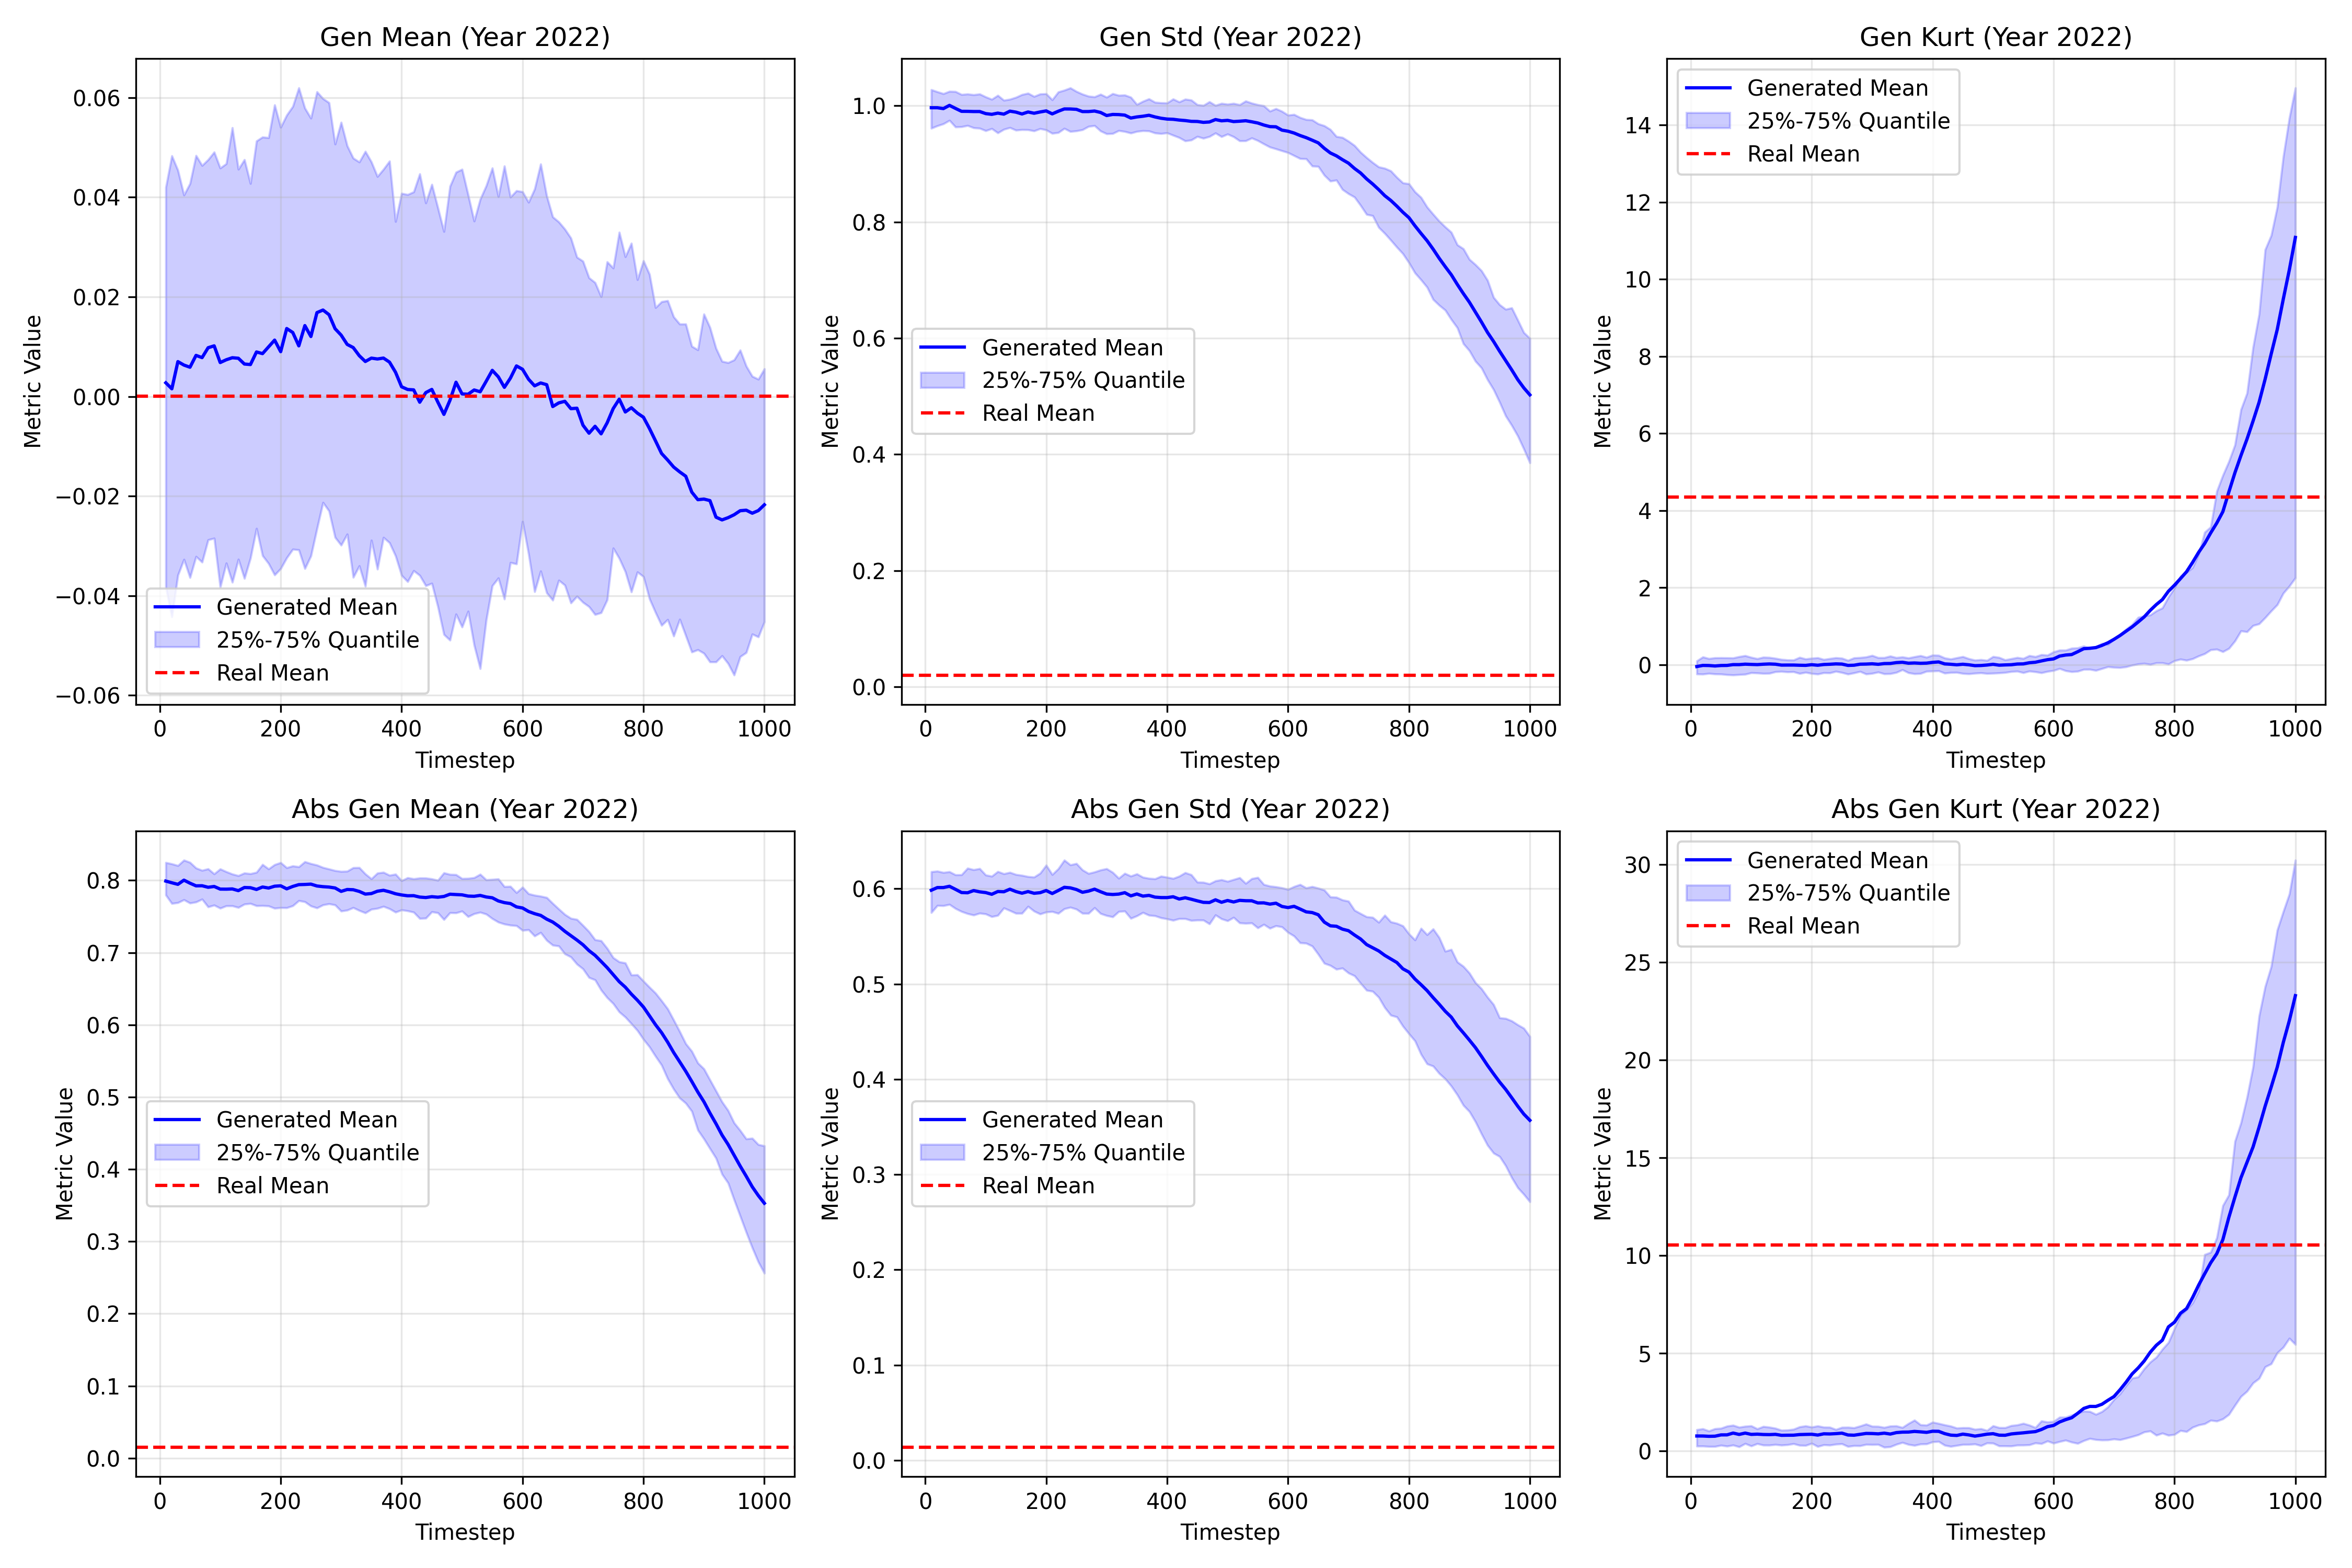 Gen Mean (Year 2022)
Metric Value
0.06
0.04
0.02
0.00
−0.02
−0.04
−0.06
Generated Mean
25%-75% Quantile
Real Mean
0 200 400 600 800 1000
Timestep
Gen Std (Year 2022)
Metric Value
1.0
0.8
0.6
0.4
0.2
0.0
Generated Mean
25%-75% Quantile
Real Mean
0 200 400 600 800 1000
Timestep
Gen Kurt (Year 2022)
Metric Value
14
12
10
8
6
4
2
0
Generated Mean
25%-75% Quantile
Real Mean
0 200 400 600 800 1000
Timestep
Abs Gen Mean (Year 2022)
Metric Value
0.8
0.7
0.6
0.5
0.4
0.3
0.2
0.1
0.0
Generated Mean
25%-75% Quantile
Real Mean
0 200 400 600 800 1000
Timestep
Abs Gen Std (Year 2022)
Metric Value
0.6
0.5
0.4
0.3
0.2
0.1
0.0
Generated Mean
25%-75% Quantile
Real Mean
0 200 400 600 800 1000
Timestep
Abs Gen Kurt (Year 2022)
Metric Value
30
25
20
15
10
5
0
Generated Mean
25%-75% Quantile
Real Mean
0 200 400 600 800 1000
Timestep